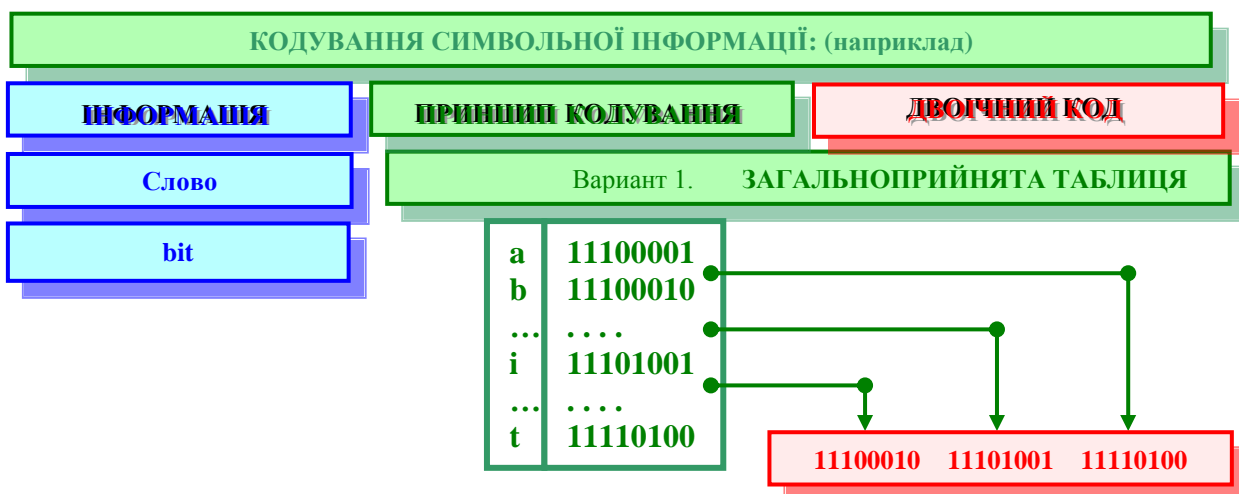 КОДУВАННЯ СИМВОЛЬНОЇ ІНФОРМАЦІЇ: (наприклад)
ІНФОРМАЦІЯ
ПРИНЦИП КОДУВАННЯ
ДВОІЧНИЙ КОД
Слово
Вариант 1. ЗАГАЛЬНОПРИЙНЯТА ТАБЛИЦЯ
bit
a 11100001
b 11100010
... . . . .
i 11101001
... . . . .
t 11110100
11100010 11101001 11110100